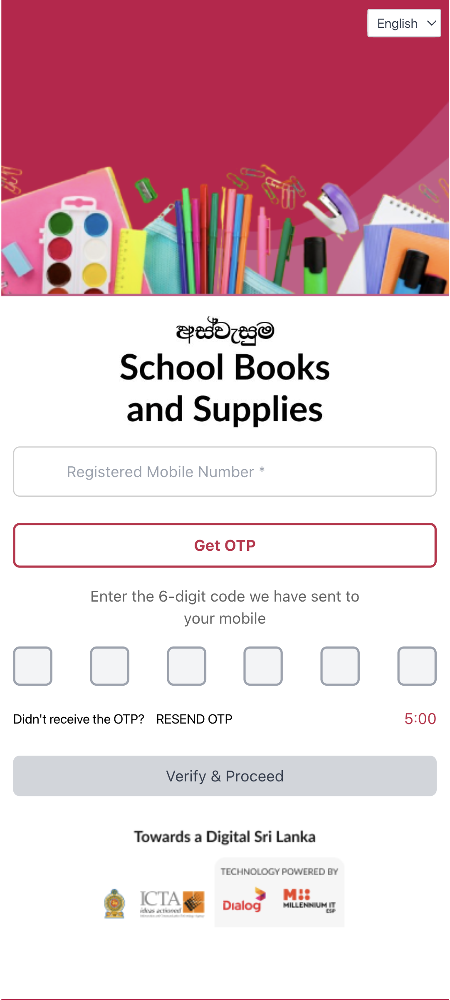 English
අස්වැසුම
School Books
and Supplies
Registered Mobile Number *
Get OTP
Enter the 6-digit code we have sent to
your mobile
Didn't receive the OTP? RESEND OTP 5:00
Verify & Proceed
Towards a Digital Sri Lanka
TECHNOLOGY POWERED BY
ICTA
ideas actioned
Dialog
MILLENNIUM IT
ESP